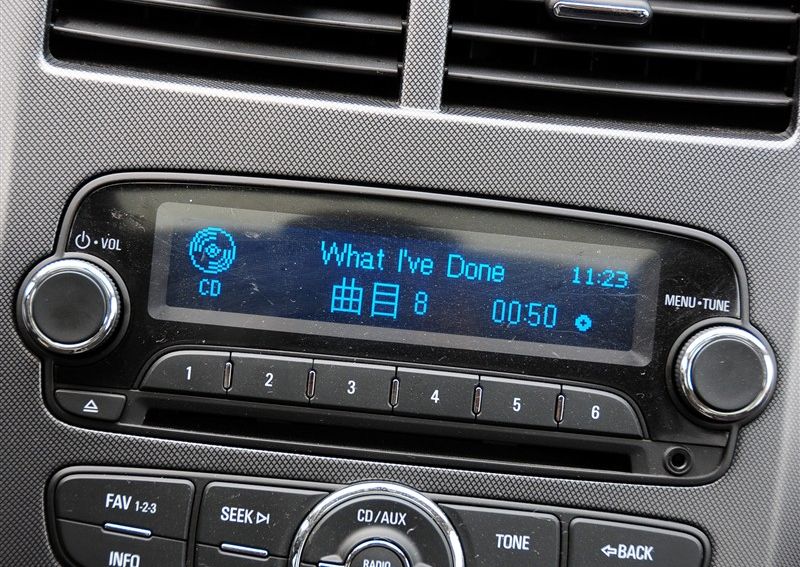 VOL
What I've Done
11:23
CD
曲目 8
00:50
MENU•TUNE
1
2
3
4
5
6
FAV 1-2-3
SEEK
CD/AUX
TONE
BACK
INFO
RADIO